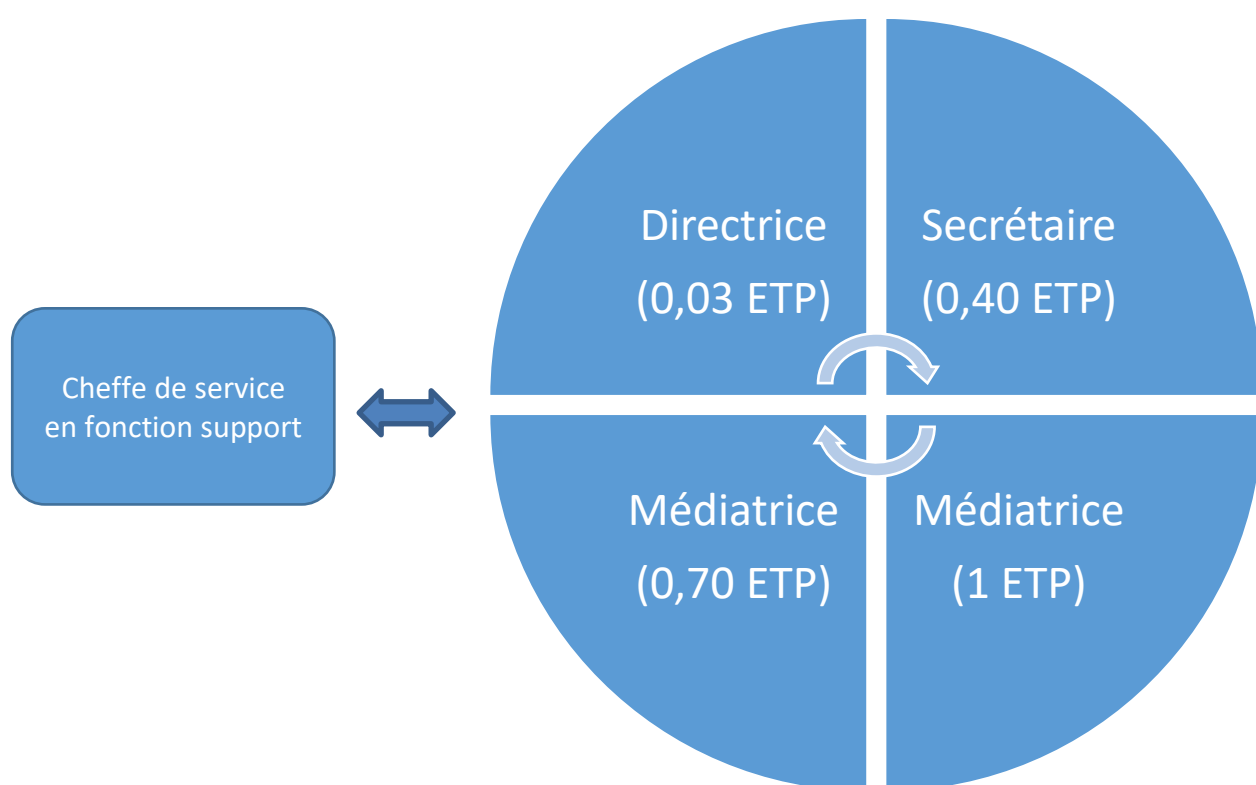 Directrice
(0,03 ETP)
Secrétaire
(0,40 ETP)
Cheffe de service
en fonction support
Médiatrice
(0,70 ETP)
Médiatrice
(1 ETP)